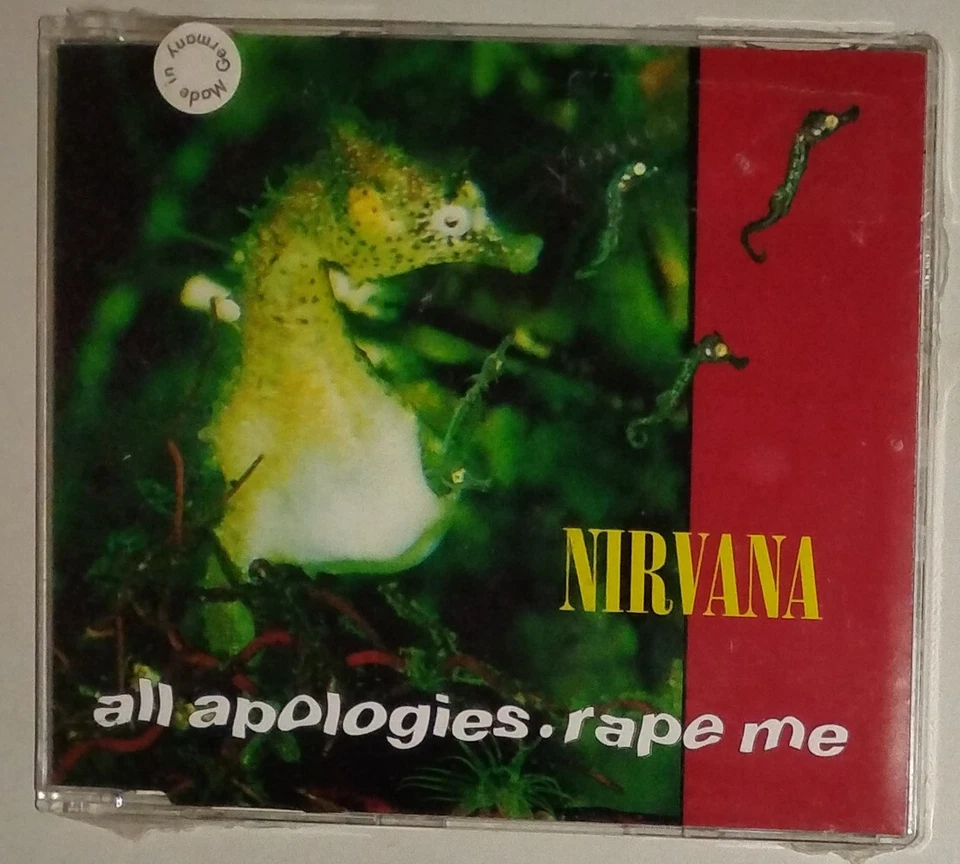 Made in Germany
NIRVANA
all apologies. rape me